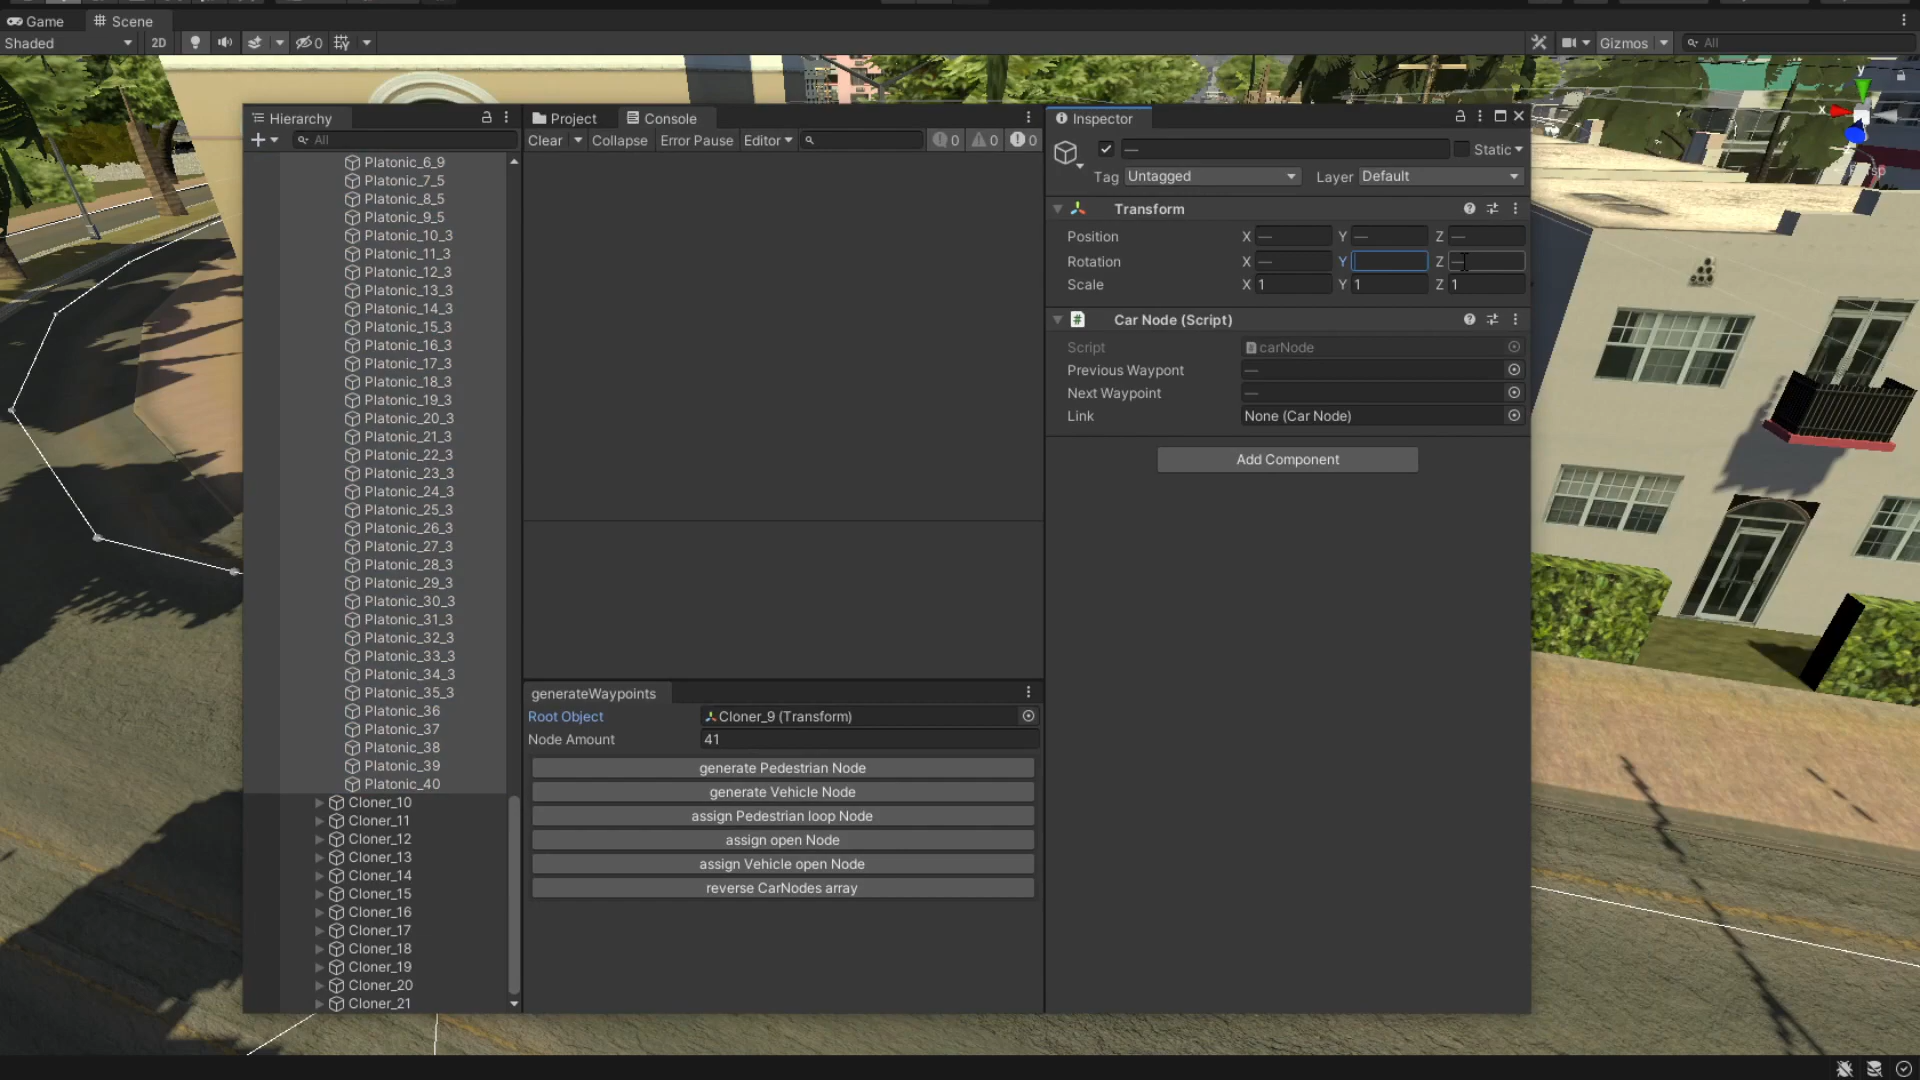 Game
Scene
Shaded
2D
0
Gizmos
All
y
x
Persp
Hierarchy
All
Platonic_6_9
Platonic_7_5
Platonic_8_5
Platonic_9_5
Platonic_10_3
Platonic_11_3
Platonic_12_3
Platonic_13_3
Platonic_14_3
Platonic_15_3
Platonic_16_3
Platonic_17_3
Platonic_18_3
Platonic_19_3
Platonic_20_3
Platonic_21_3
Platonic_22_3
Platonic_23_3
Platonic_24_3
Platonic_25_3
Platonic_26_3
Platonic_27_3
Platonic_28_3
Platonic_29_3
Platonic_30_3
Platonic_31_3
Platonic_32_3
Platonic_33_3
Platonic_34_3
Platonic_35_3
Platonic_36
Platonic_37
Platonic_38
Platonic_39
Platonic_40
Cloner_10
Cloner_11
Cloner_12
Cloner_13
Cloner_14
Cloner_15
Cloner_16
Cloner_17
Cloner_18
Cloner_19
Cloner_20
Cloner_21
Project
Console
Clear
Collapse
Error Pause
Editor
0
0
0
generateWaypoints
Root Object
Cloner_9 (Transform)
Node Amount
41
generate Pedestrian Node
generate Vehicle Node
assign Pedestrian loop Node
assign open Node
assign Vehicle open Node
reverse CarNodes array
Inspector
—
Static
Tag
Untagged
Layer
Default
Transform
Position X — Y — Z —
Rotation X — Y Z —
Scale X 1 Y 1 Z 1
Car Node (Script)
Script
carNode
Previous Waypont
—
Next Waypoint
—
Link
None (Car Node)
Add Component